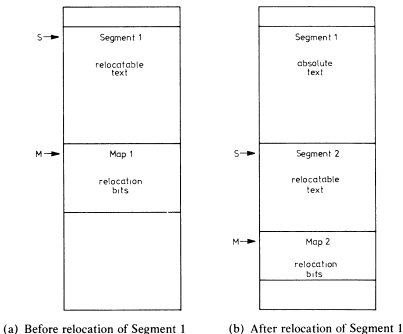 S→ Segment 1
relocatable
text
M→ Map 1
relocation
bits
(a) Before relocation of Segment 1
Segment 1
absolute
text
S→ Segment 2
relocatable
text
M→ Map 2
relocation
bits
(b) After relocation of Segment 1